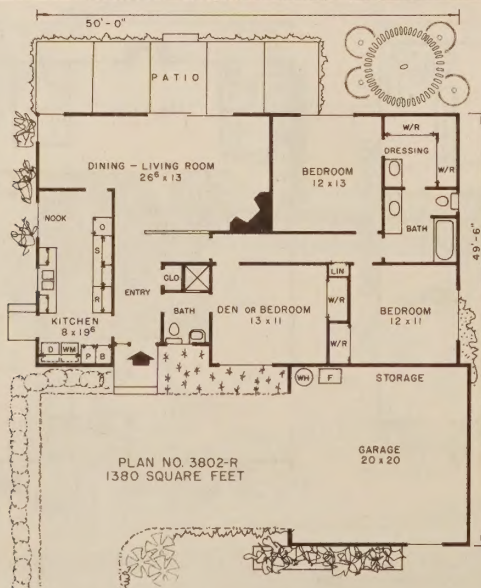 50'-0"
PATIO
W/R
DRESSING
DINING - LIVING ROOM
26⁶ x 13
BEDROOM
12 x 13
W/R
NOOK
BATH
49'-6"
O
S
R
CLO
LIN
ENTRY
W/R
KITCHEN
8 x 19⁶
BATH
DEN OR BEDROOM
13 x 11
BEDROOM
12 x 11
W/R
D
WM
P
B
WH
F
STORAGE
PLAN NO. 3802-R
1380 SQUARE FEET
GARAGE
20 x 20